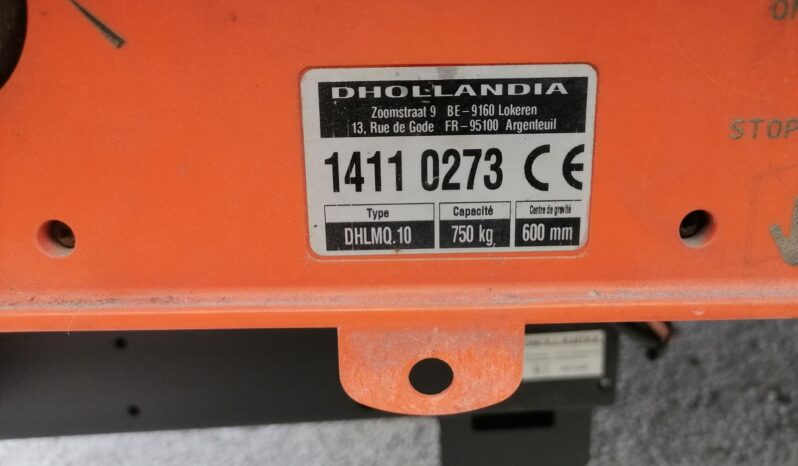 DHOLLANDIA
Zoomstraat 9 BE-9160 Lokeren
13, Rue de Gode FR-95100 Argenteuil
1411 0273 CE
Type Capacité Centre de gravité
DHLMQ.10 750 kg 600 mm
STOP
DHOLLANDIA